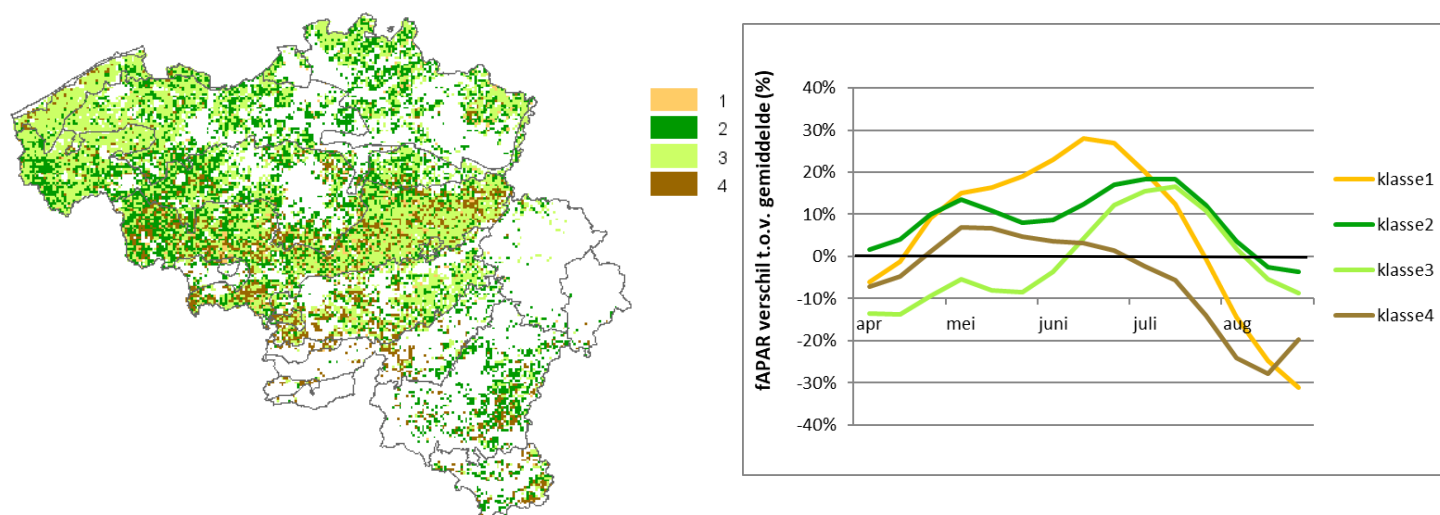 1
2
3
4
fAPAR verschil t.o.v. gemiddelde (%)
40%
30%
20%
10%
0%
-10%
-20%
-30%
-40%
apr mei juni juli aug
klasse1
klasse2
klasse3
klasse4